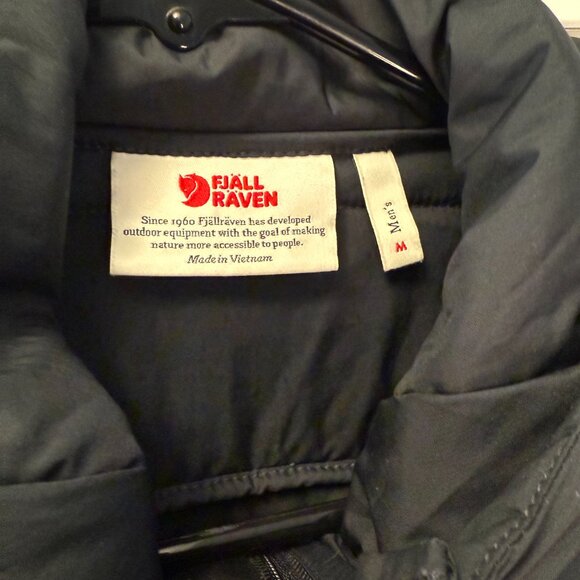 FJÄLL
RÄVEN
Since 1960 Fjällräven has developed
outdoor equipment with the goal of making
nature more accessible to people.
Made in Vietnam
Men's
M